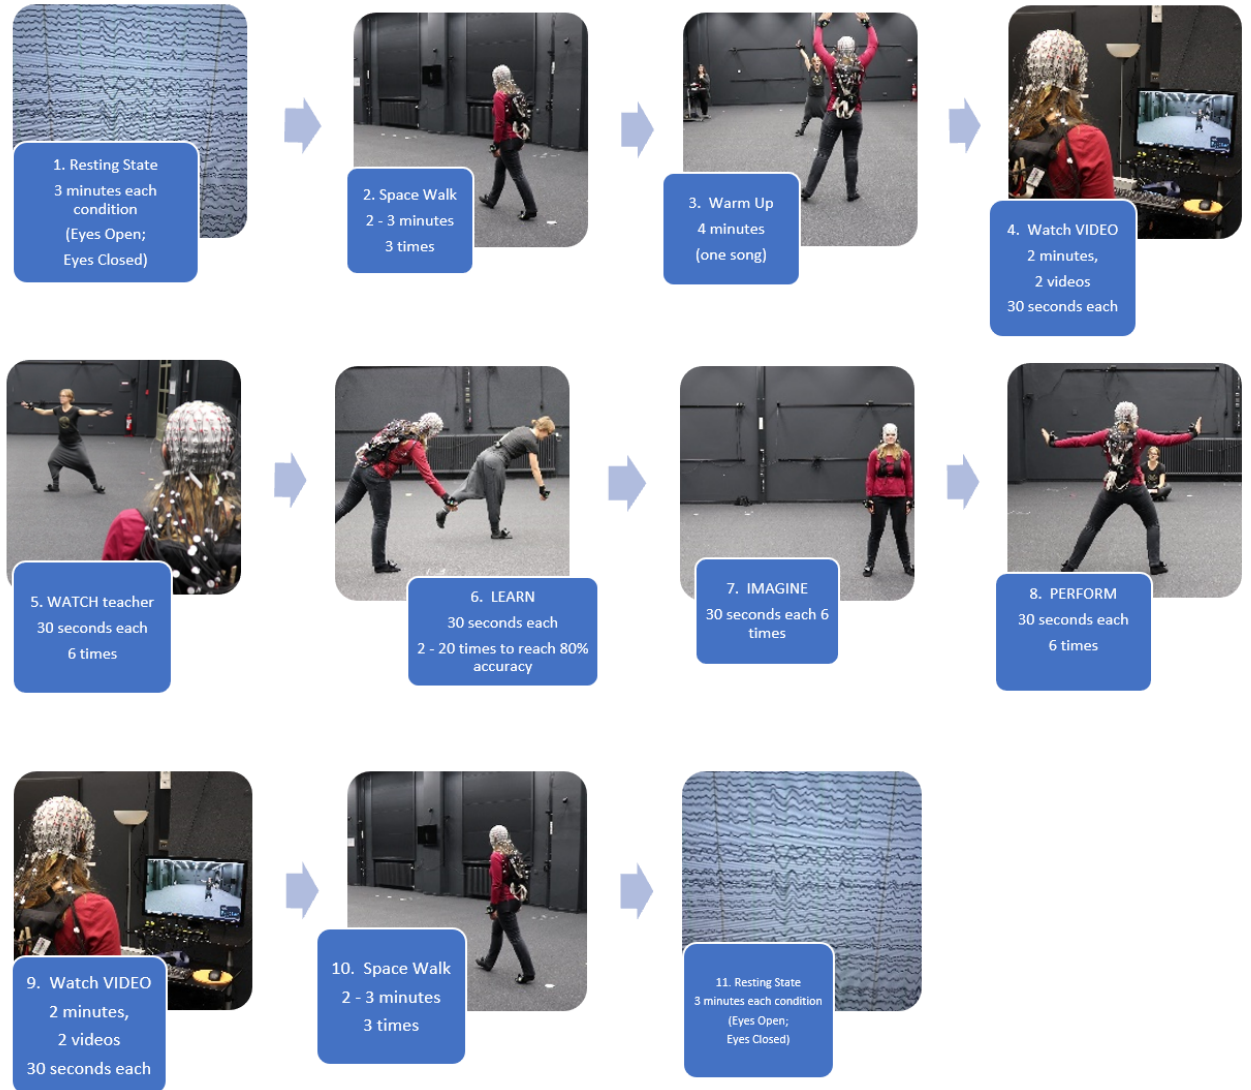 1. Resting State
3 minutes each
condition
(Eyes Open;
Eyes Closed)
2. Space Walk
2 - 3 minutes
3 times
3. Warm Up
4 minutes
(one song)
4. Watch VIDEO
2 minutes,
2 videos
30 seconds each
5. WATCH teacher
30 seconds each
6 times
6. LEARN
30 seconds each
2 - 20 times to reach 80%
accuracy
7. IMAGINE
30 seconds each 6
times
8. PERFORM
30 seconds each
6 times
9. Watch VIDEO
2 minutes,
2 videos
30 seconds each
10. Space Walk
2 - 3 minutes
3 times
11. Resting State
3 minutes each condition
(Eyes Open;
Eyes Closed)